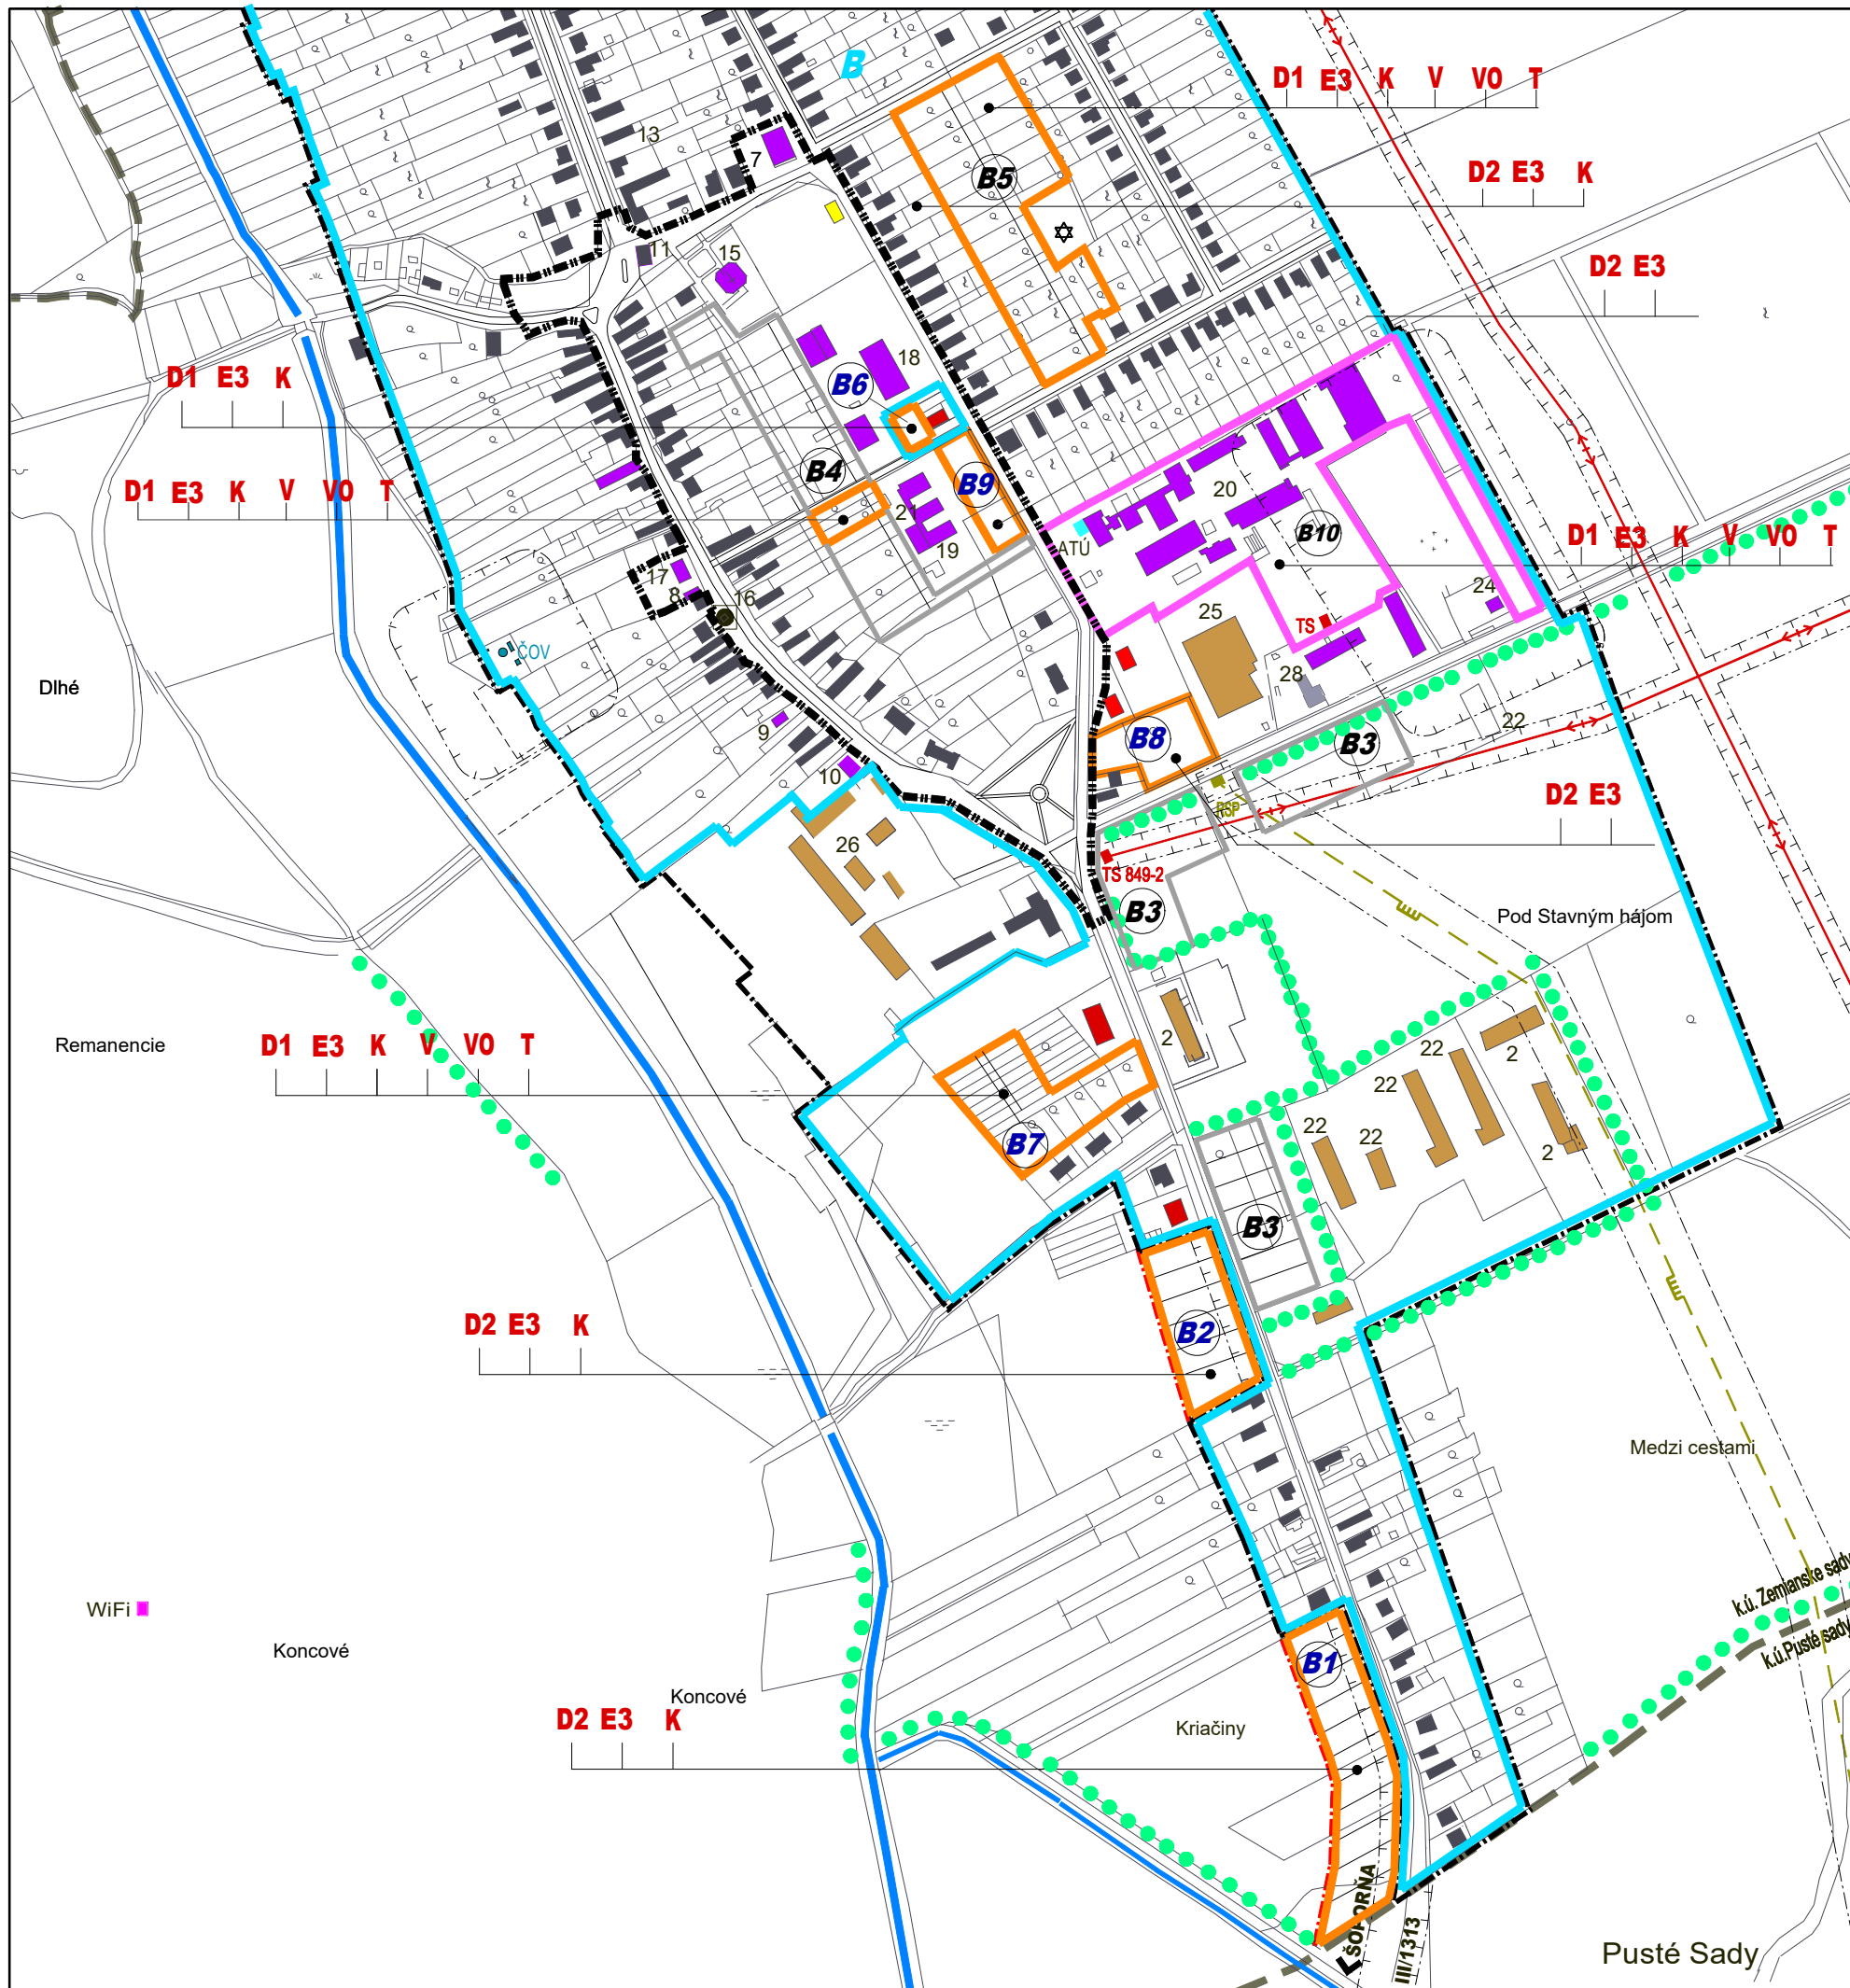 B
D1 E3 K V VO T
13
7
B5
D2 E3 K
11
15
D2 E3
18
D1 E3 K
B6
B4
B9
D1 E3 K V VO T
20
21
19
ATÚ
B10
D1 E3 K V VO T
17
8
16
24
25
TS
ČOV
28
Dlhé
9
22
B8
B3
10
RSP
D2 E3
26
TS 849-2
B3
Pod Stavným hájom
Remanencie
D1 E3 K V VO T
2
22
2
22
22
22
2
B7
B3
D2 E3 K
B2
Medzi cestami
k.ú. Zemianske sady
WiFi
k.ú.Pusté sady
Koncové
B1
Koncové
D2 E3 K
Kriačiny
ŠOPORŇA
III/1313
Pusté Sady